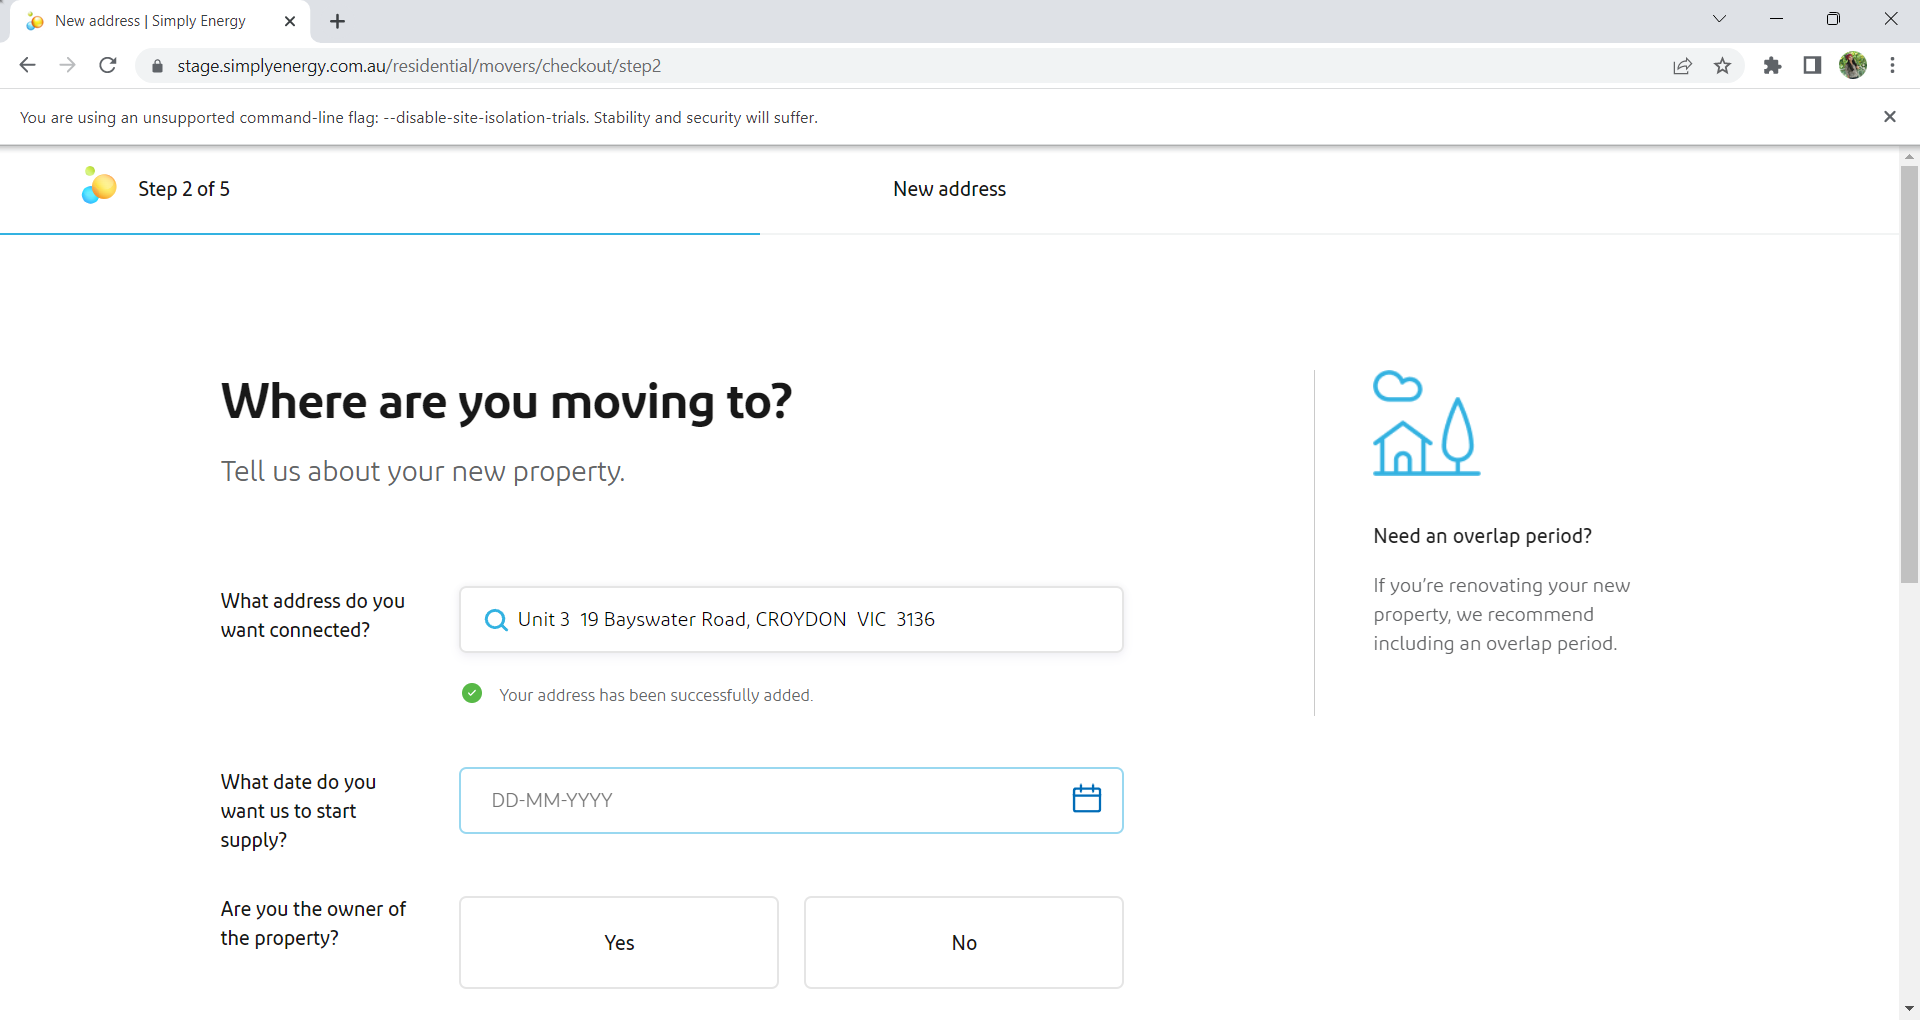 New address | Simply Energy
stage.simplyenergy.com.au/residential/movers/checkout/step2
You are using an unsupported command-line flag: --disable-site-isolation-trials. Stability and security will suffer.
Step 2 of 5
New address
Where are you moving to?
Tell us about your new property.
What address do you
want connected?
Unit 3  19 Bayswater Road, CROYDON  VIC  3136
Your address has been successfully added.
What date do you
want us to start
supply?
DD-MM-YYYY
Are you the owner of
the property?
Yes
No
Need an overlap period?
If you’re renovating your new
property, we recommend
including an overlap period.